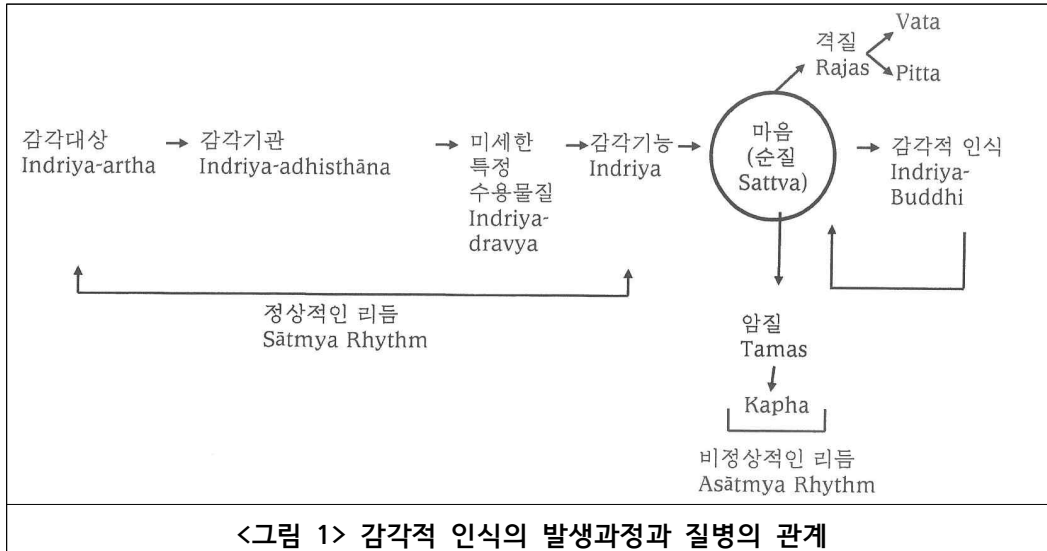 격질
Rajas
Vata
Pitta
감각대상
Indriya-artha
감각기관
Indriya-adhisthāna
미세한
특정
수용물질
Indriya-
dravya
감각기능
Indriya
마음
(순질
Sattva)
감각적 인식
Indriya-
Buddhi
정상적인 리듬
Sātmya Rhythm
암질
Tamas
Kapha
비정상적인 리듬
Asātmya Rhythm
<그림 1> 감각적 인식의 발생과정과 질병의 관계